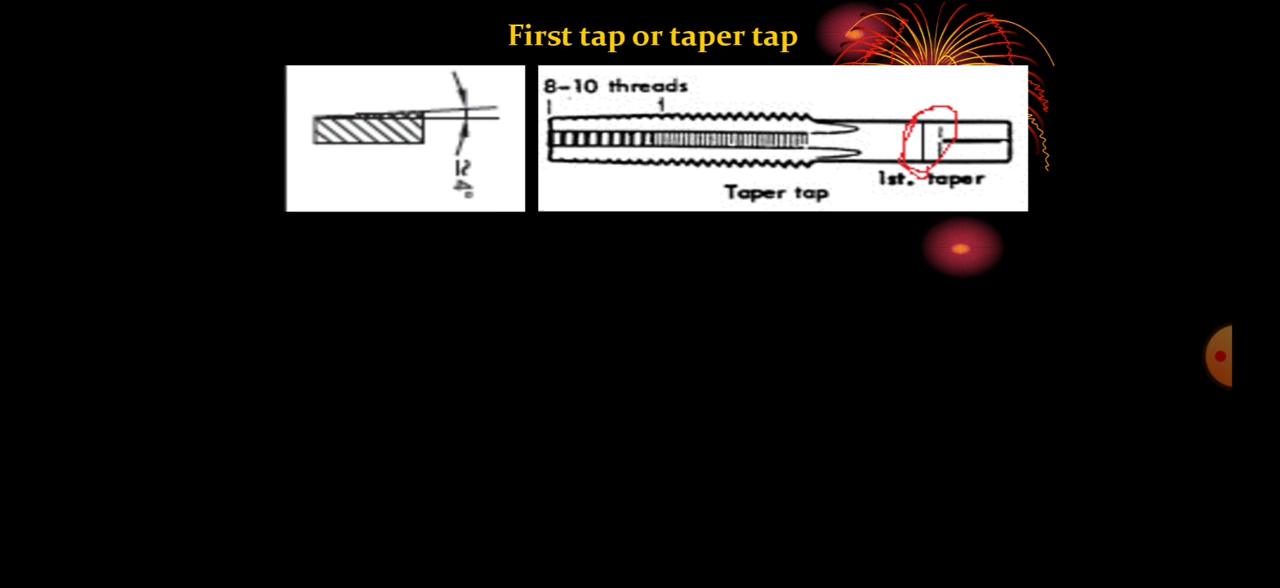 First tap or taper tap
8-10 threads
1st. taper
Taper tap